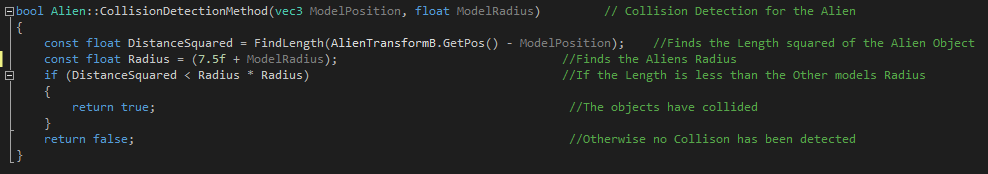 bool Alien::CollisionDetectionMethod(vec3 ModelPosition, float ModelRadius) // Collision Detection for the Alien
{
const float DistanceSquared = FindLength(AlienTransformB.GetPos() - ModelPosition); //Finds the Length squared of the Alien Object
const float Radius = (7.5f + ModelRadius); //Finds the Aliens Radius
if (DistanceSquared < Radius * Radius) //If the Length is less than the Other models Radius
{
return true; //The objects have collided
}
return false; //Otherwise no Collison has been detected
}